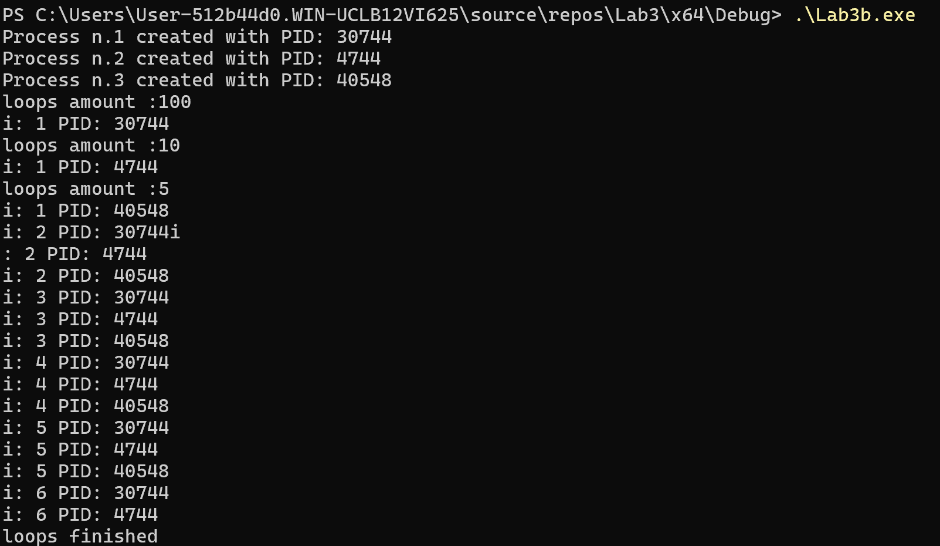 PS C:\Users\User-512b44d0.WIN-UCLB12VI625\source\repos\Lab3\x64\Debug> .\Lab3b.exe
Process n.1 created with PID: 30744
Process n.2 created with PID: 4744
Process n.3 created with PID: 40548
loops amount :100
i: 1 PID: 30744
loops amount :10
i: 1 PID: 4744
loops amount :5
i: 1 PID: 40548
i: 2 PID: 30744i
: 2 PID: 4744
i: 2 PID: 40548
i: 3 PID: 30744
i: 3 PID: 4744
i: 3 PID: 40548
i: 4 PID: 30744
i: 4 PID: 4744
i: 4 PID: 40548
i: 5 PID: 30744
i: 5 PID: 4744
i: 5 PID: 40548
i: 6 PID: 30744
i: 6 PID: 4744
loops finished